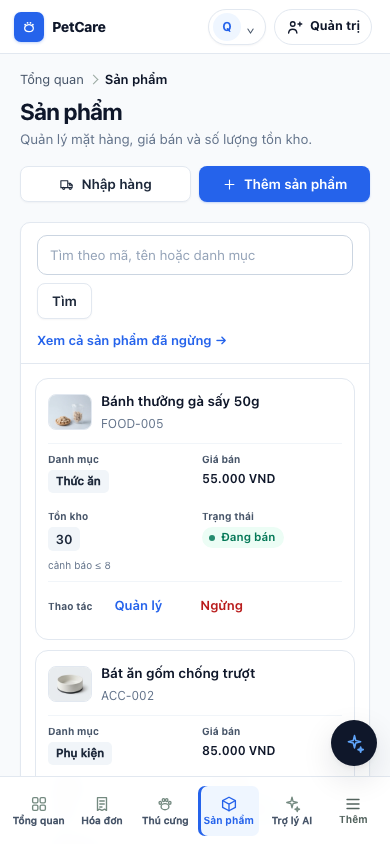 PetCare
Q
Quản trị
Tổng quan
Sản phẩm
Sản phẩm
Quản lý mặt hàng, giá bán và số lượng tồn kho.
Nhập hàng
+ Thêm sản phẩm
Tìm theo mã, tên hoặc danh mục
Tìm
Xem cả sản phẩm đã ngừng →
Bánh thưởng gà sấy 50g
FOOD-005
Danh mục
Giá bán
Thức ăn
55.000 VND
Tồn kho
Trạng thái
30
Đang bán
cảnh báo ≤ 8
Thao tác
Quản lý
Ngừng
Bát ăn gốm chống trượt
ACC-002
Danh mục
Giá bán
Phụ kiện
85.000 VND
Tổng quan
Hóa đơn
Thú cưng
Sản phẩm
Trợ lý AI
Thêm